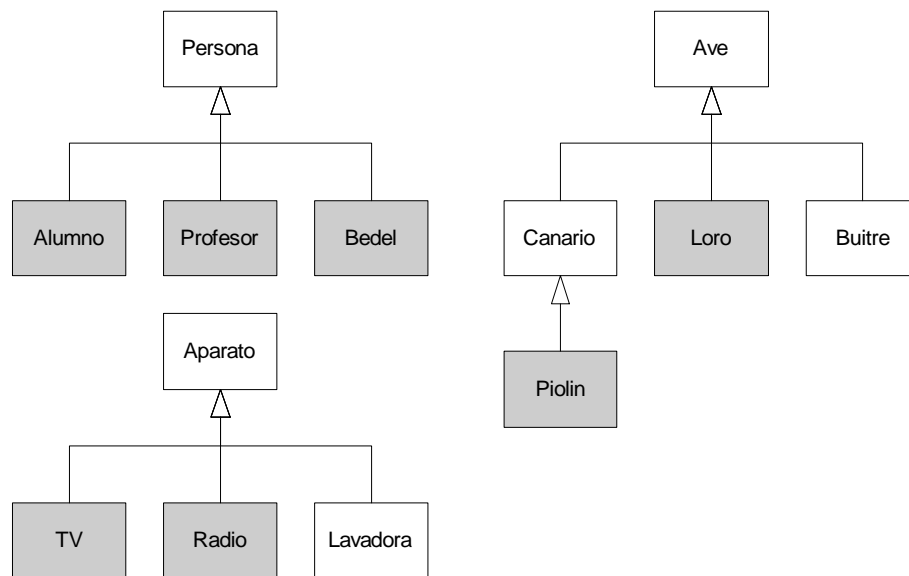 Persona
Ave
Alumno
Profesor
Bedel
Canario
Loro
Buitre
Aparato
Piolin
TV
Radio
Lavadora